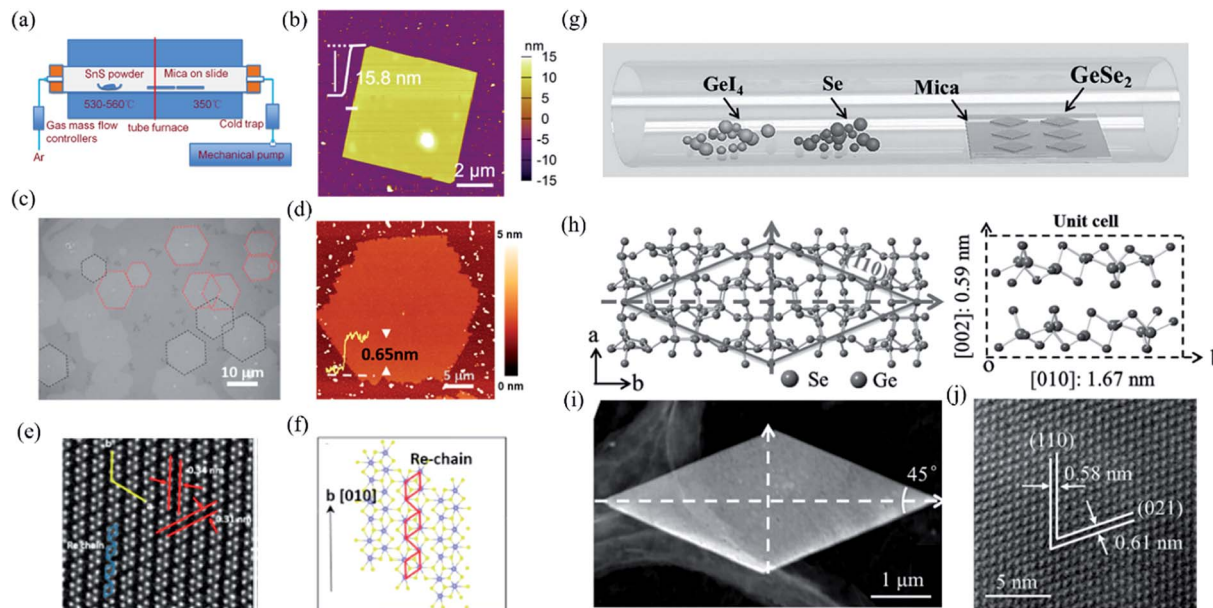 (a)
SnS powder
Mica on slide
530-560℃
350℃
Gas mass flow
controllers
tube furnace
Cold trap
Ar
Mechanical pump
(b)
nm
15.8 nm
15
10
5
0
-5
-10
-15
2 μm
(c)
10 μm
(d)
5 nm
0.65nm
5 μm
0 nm
(e)
b
a
0.34 nm
0.31 nm
Re chain
(f)
Re-chain
b [010]
(g)
GeI4
Se
Mica
GeSe2
(h)
(110)
a
b
Se
Ge
Unit cell
[002]: 0.59 nm
o
b
[010]: 1.67 nm
(i)
45°
1 μm
(j)
(110)
0.58 nm
(021)
0.61 nm
5 nm